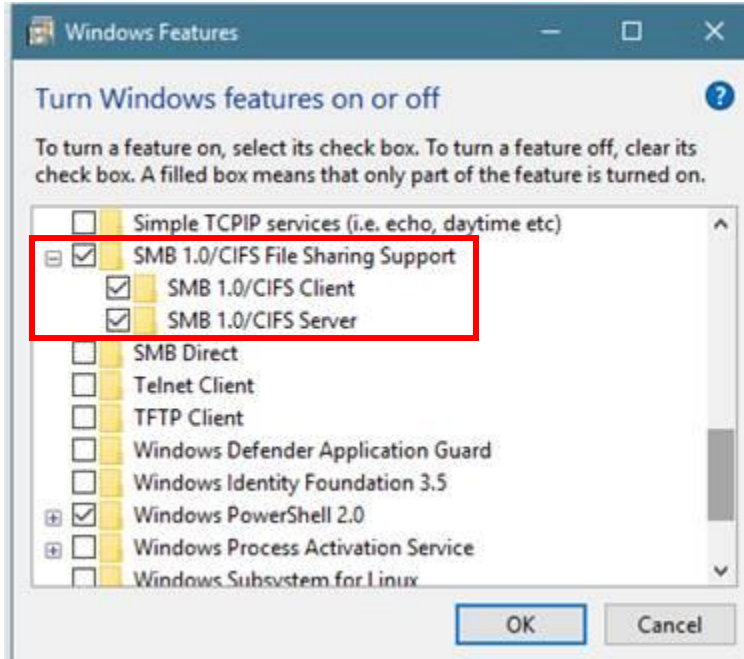 Windows Features
Turn Windows features on or off
?
To turn a feature on, select its check box. To turn a feature off, clear its
check box. A filled box means that only part of the feature is turned on.
Simple TCPIP services (i.e. echo, daytime etc)
SMB 1.0/CIFS File Sharing Support
SMB 1.0/CIFS Client
SMB 1.0/CIFS Server
SMB Direct
Telnet Client
TFTP Client
Windows Defender Application Guard
Windows Identity Foundation 3.5
Windows PowerShell 2.0
Windows Process Activation Service
Windows Subsystem for Linux
OK Cancel